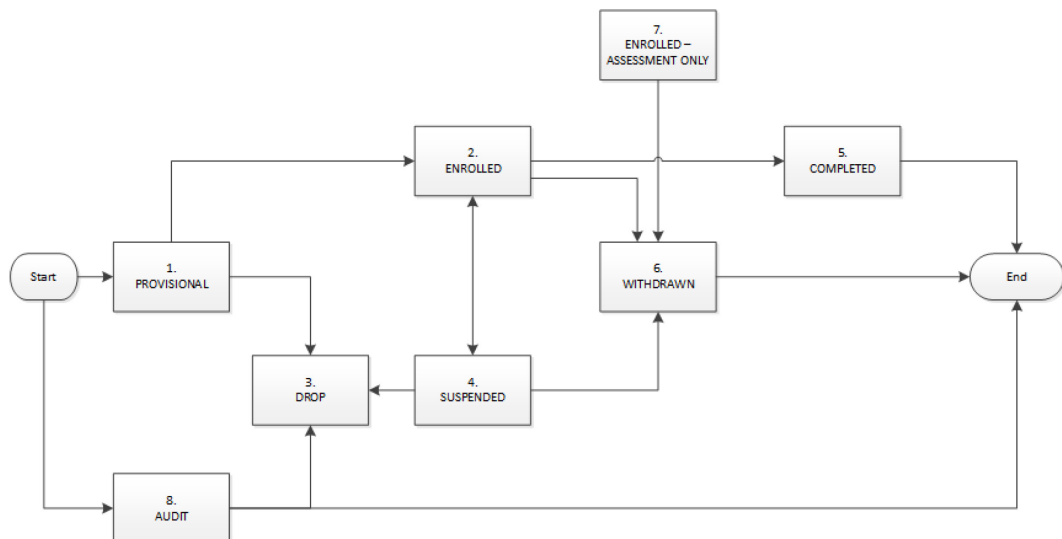 7.
ENROLLED –
ASSESSMENT ONLY
2.
ENROLLED
5.
COMPLETED
Start
1.
PROVISIONAL
6.
WITHDRAWN
End
3.
DROP
4.
SUSPENDED
8.
AUDIT